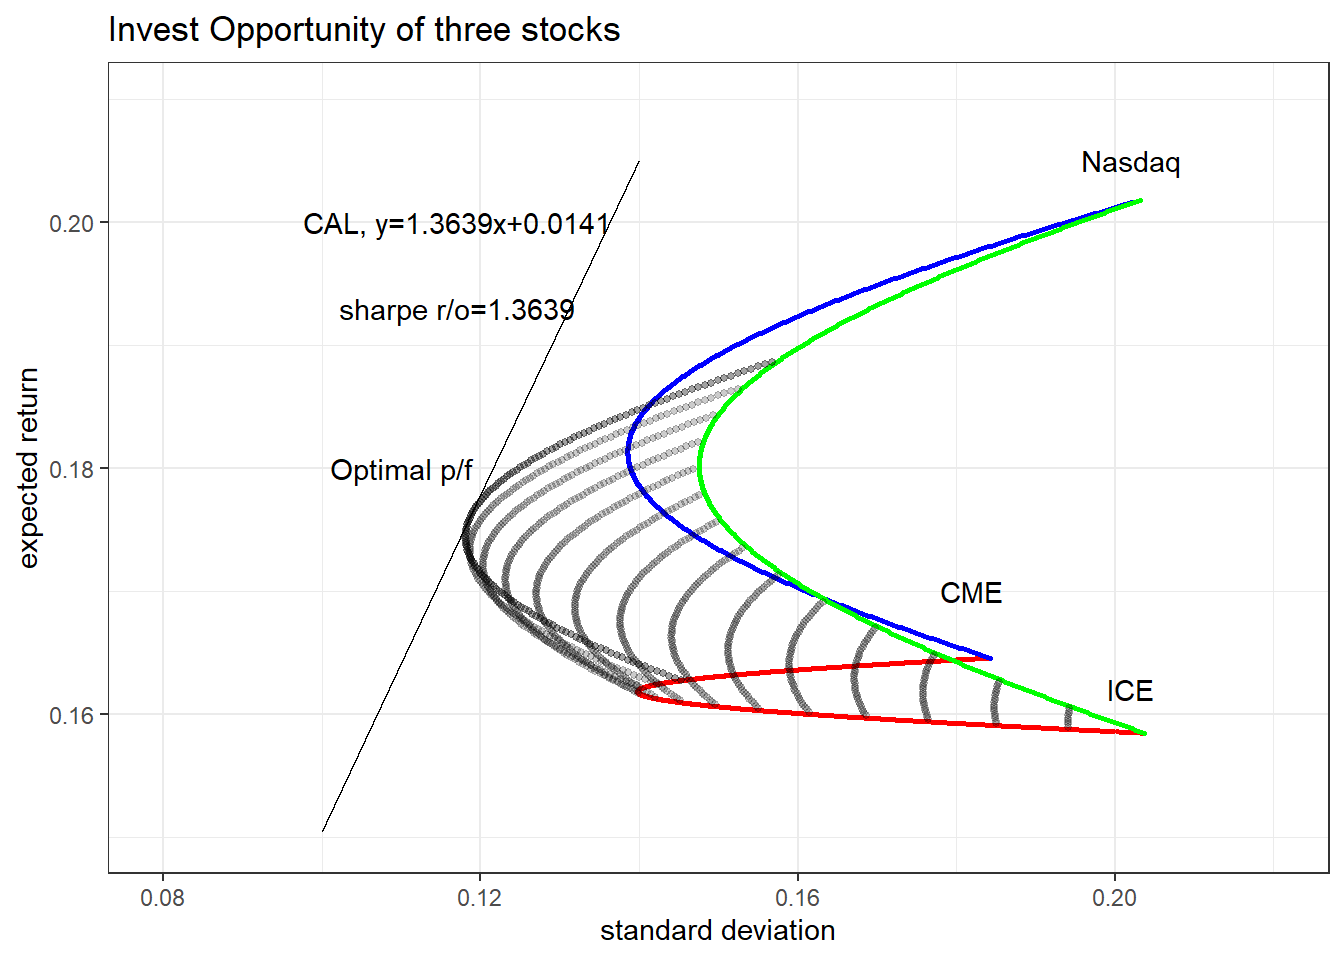 Invest Opportunity of three stocks
Nasdaq
CAL, y=1.3639x+0.0141
0.20
sharpe r/o=1.3639
expected return
Optimal p/f
0.18
CME
ICE
0.16
0.08
0.12
0.16
0.20
standard deviation